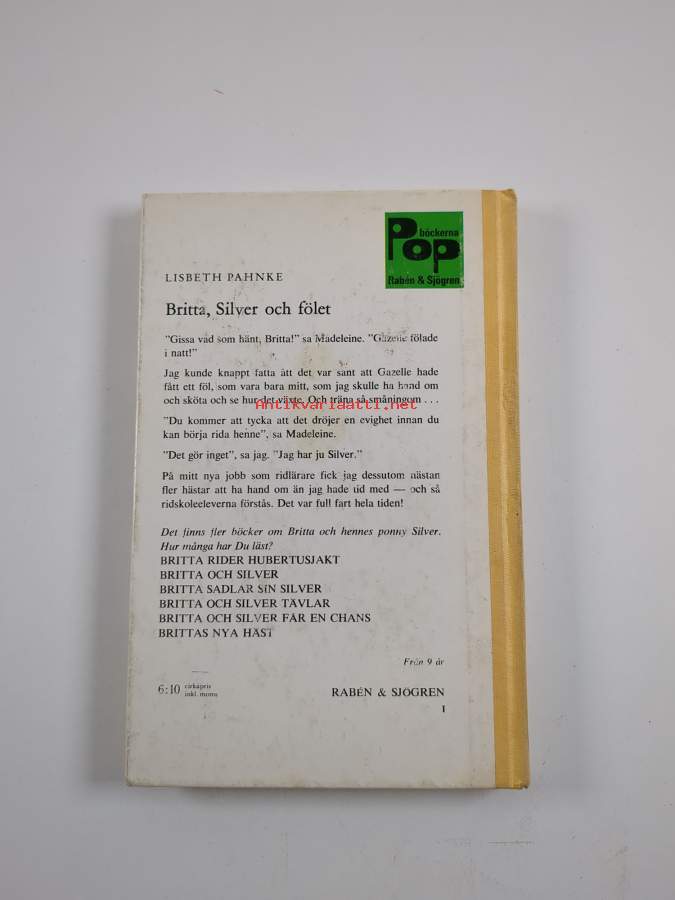 Pop
böckerna
Rabén & Sjögren
LISBETH PAHNKE
Britta, Silver och fölet
"Gissa vad som hänt, Britta!" sa Madeleine. "Gazelle fölade
i natt!"
Jag kunde knappt fatta att det var sant att Gazelle hade
fått ett föl, som vara bara mitt, som jag skulle ha hand om
och sköta och se hur det växte. Och träna så småningom . . .
Antikvariaatti.net
"Du kommer att tycka att det dröjer en evighet innan du
kan börja rida henne", sa Madeleine.
"Det gör inget", sa jag. "Jag har ju Silver."
På mitt nya jobb som ridlärare fick jag dessutom nästan
fler hästar att ha hand om än jag hade tid med — och så
ridskoleeleverna förstås. Det var full fart hela tiden!
Det finns fler böcker om Britta och hennes ponny Silver.
Hur många har Du läst?
BRITTA RIDER HUBERTUSJAKT
BRITTA OCH SILVER
BRITTA SADLAR SIN SILVER
BRITTA OCH SILVER TÄVLAR
BRITTA OCH SILVER FÅR EN CHANS
BRITTAS NYA HÄST
Från 9 år
6:10 cirkapris
inkl. moms
RABÉN & SJÖGREN
1